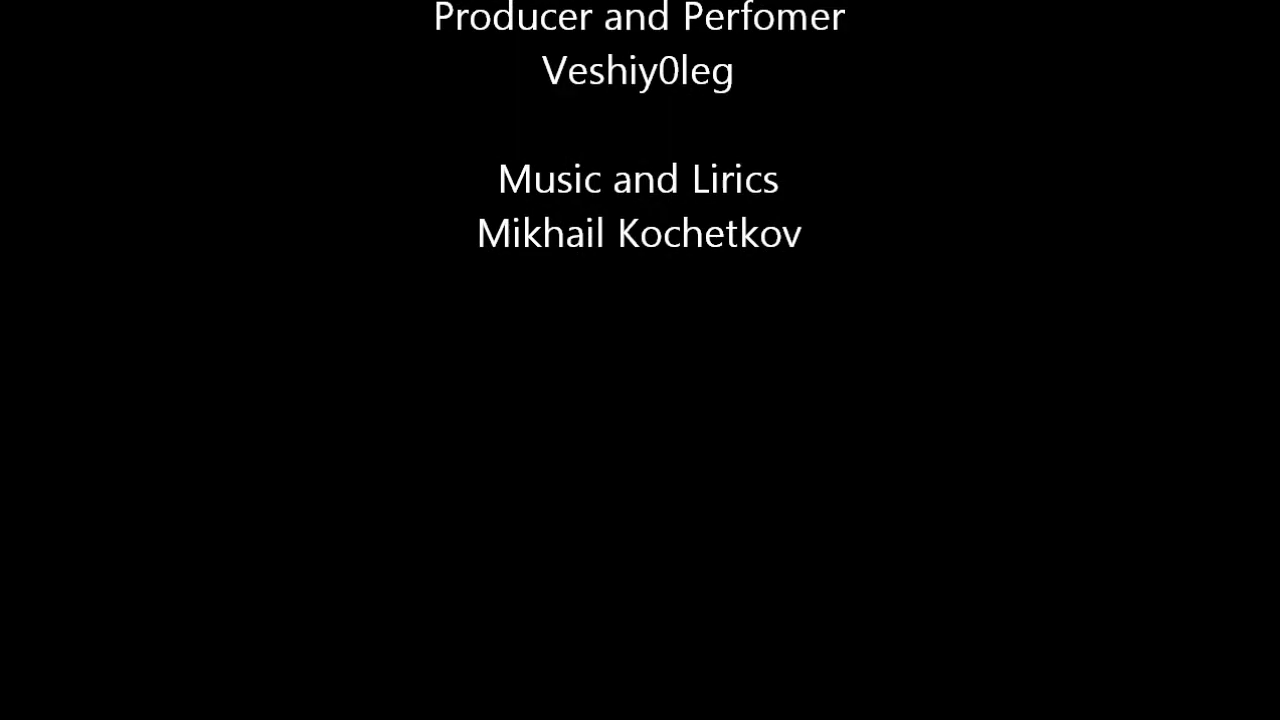 Producer and Perfomer
Veshiy0leg
Music and Lirics
Mikhail Kochetkov